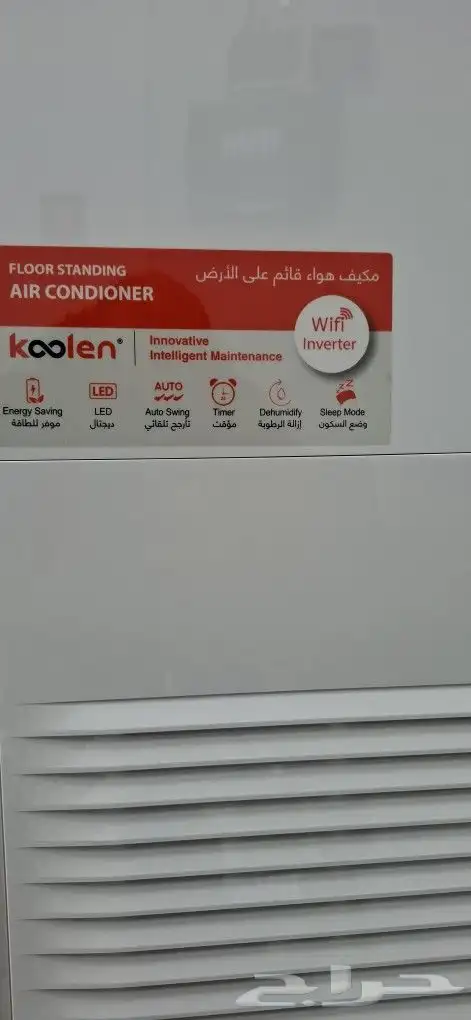 FLOOR STANDING
AIR CONDIONER
مكيف هواء قائم على الأرض
Wifi
Inverter
koolen®
Innovative
Intelligent Maintenance
Energy Saving
موفر للطاقة
LED
LED
ديجتال
AUTO
Auto Swing
تأرجح تلقائي
Timer
مؤقت
Dehumidify
إزالة الرطوبة
zZZ
Sleep Mode
وضع السكون
حراج